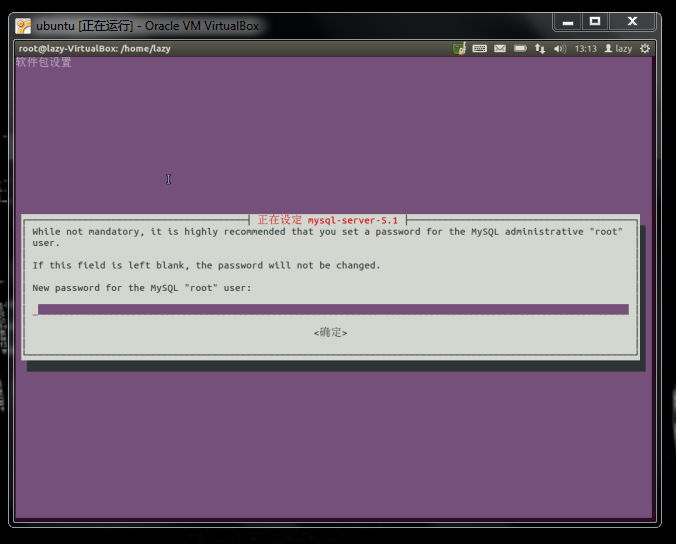 ubuntu [正在运行] - Oracle VM VirtualBox
root@lazy-VirtualBox: /home/lazy
13:13 lazy
软件包设置
正在设定 mysql-server-5.1
While not mandatory, it is highly recommended that you set a password for the MySQL administrative "root"
user.
If this field is left blank, the password will not be changed.
New password for the MySQL "root" user:
<确定>